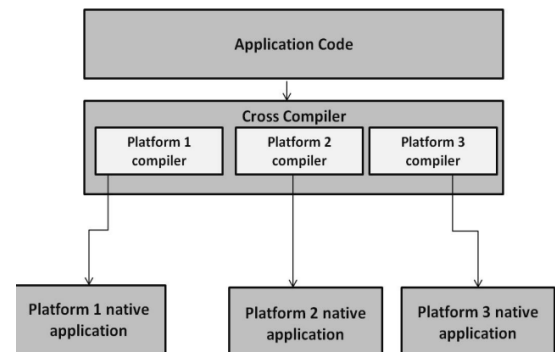 Application Code
Cross Compiler
Platform 1
compiler
Platform 2
compiler
Platform 3
compiler
Platform 1 native
application
Platform 2 native
application
Platform 3 native
application